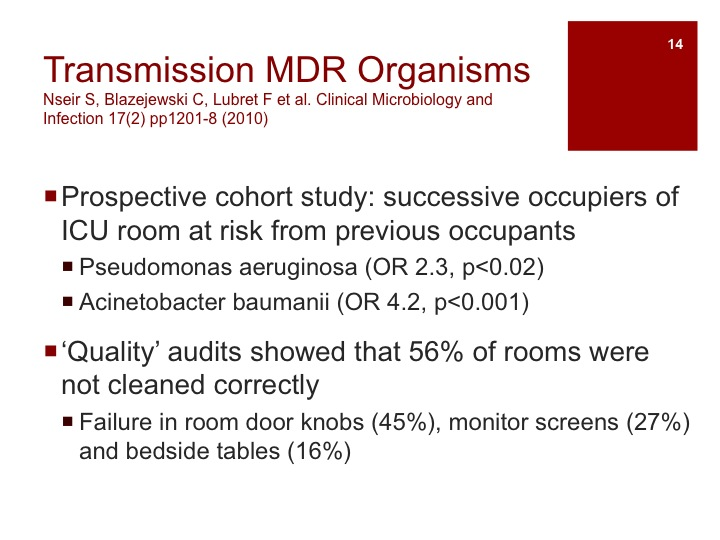 14
Transmission MDR Organisms
Nseir S, Blazejewski C, Lubret F et al. Clinical Microbiology and
Infection 17(2) pp1201-8 (2010)
Prospective cohort study: successive occupiers of
ICU room at risk from previous occupants
Pseudomonas aeruginosa (OR 2.3, p<0.02)
Acinetobacter baumanii (OR 4.2, p<0.001)
‘Quality’ audits showed that 56% of rooms were
not cleaned correctly
Failure in room door knobs (45%), monitor screens (27%)
and bedside tables (16%)